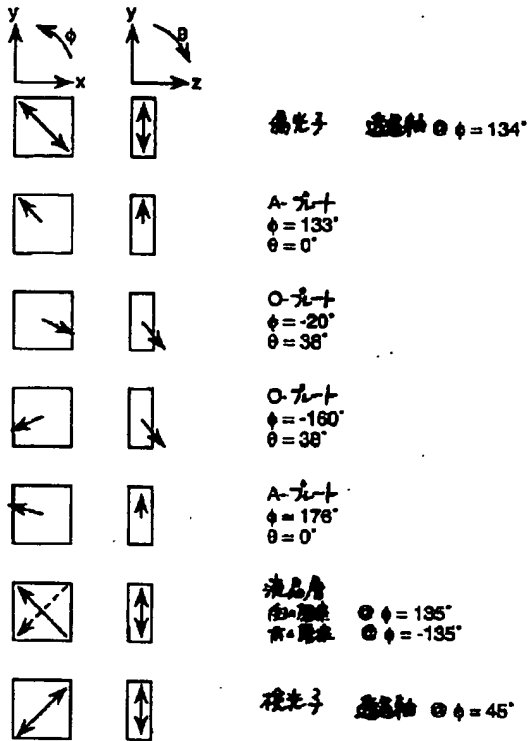 y φ x
y θ z
偏光子 透過軸 @ φ = 134°
A-プレート
φ = 133°
θ = 0°
O-プレート
φ = -20°
θ = 38°
O-プレート
φ = -160°
θ = 38°
A-プレート
φ = 176°
θ = 0°
液晶層
@ φ = 135°
@ φ = -135°
検光子 透過軸 @ φ = 45°